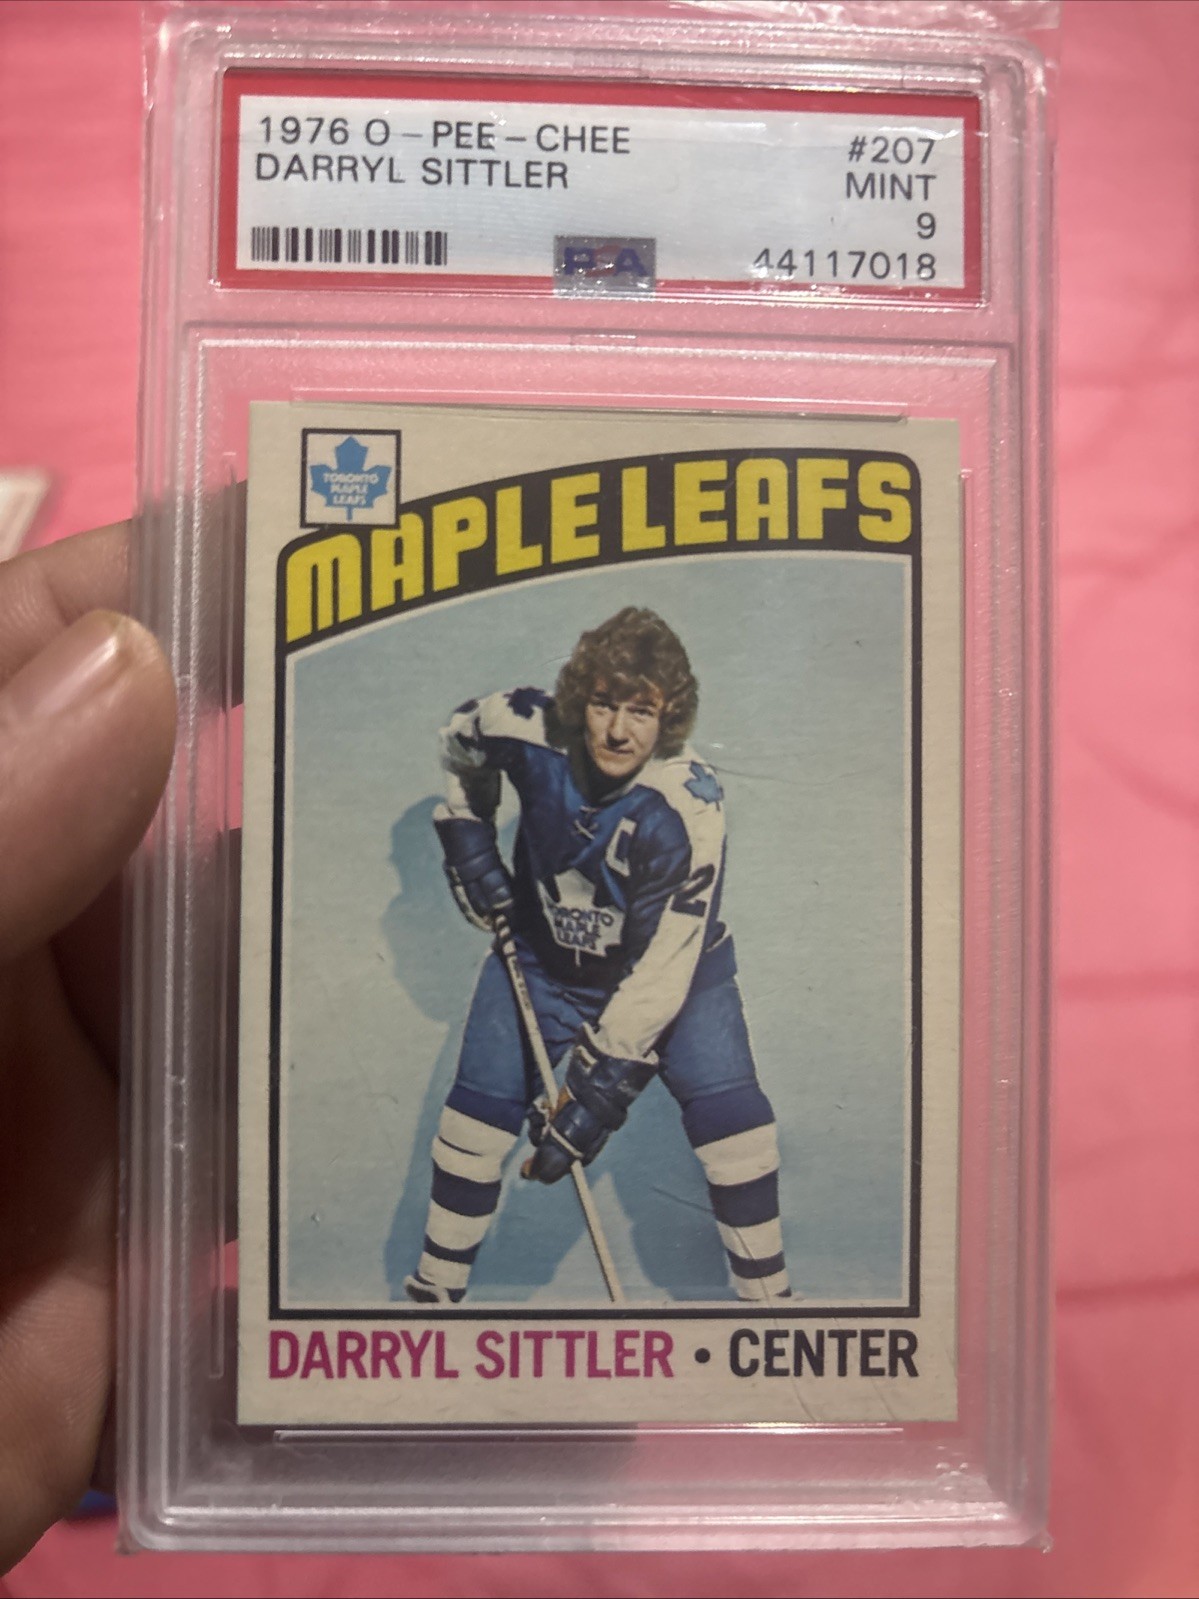 1976 O-PEE-CHEE #207
DARRYL SITTLER MINT
9
PSA 44117018
TORONTO
MAPLE
LEAFS
MAPLE LEAFS
C
2
TORONTO
MAPLE
LEAFS
DARRYL SITTLER • CENTER